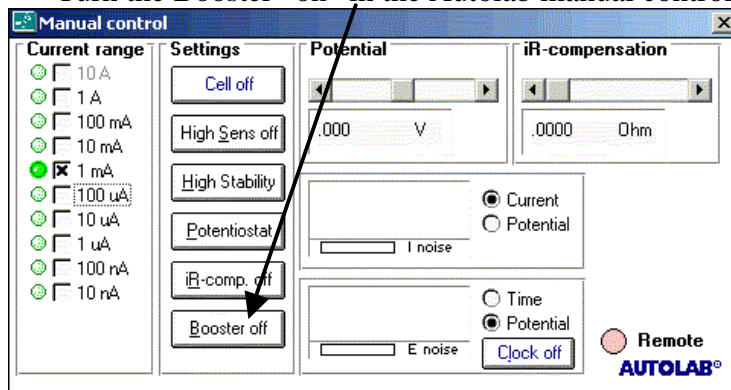 Turn the Booster "on" in the Autolab manual control
Manual control
Current range
10 A
1 A
100 mA
10 mA
1 mA
100 uA
10 uA
1 uA
100 nA
10 nA
Settings
Cell off
High Sens off
High Stability
Potentiostat
iR-comp. off
Booster off
Potential
.000 V
iR-compensation
.0000 Ohm
Current
Potential
I noise
Time
Potential
E noise
Clock off
Remote
AUTOLAB®